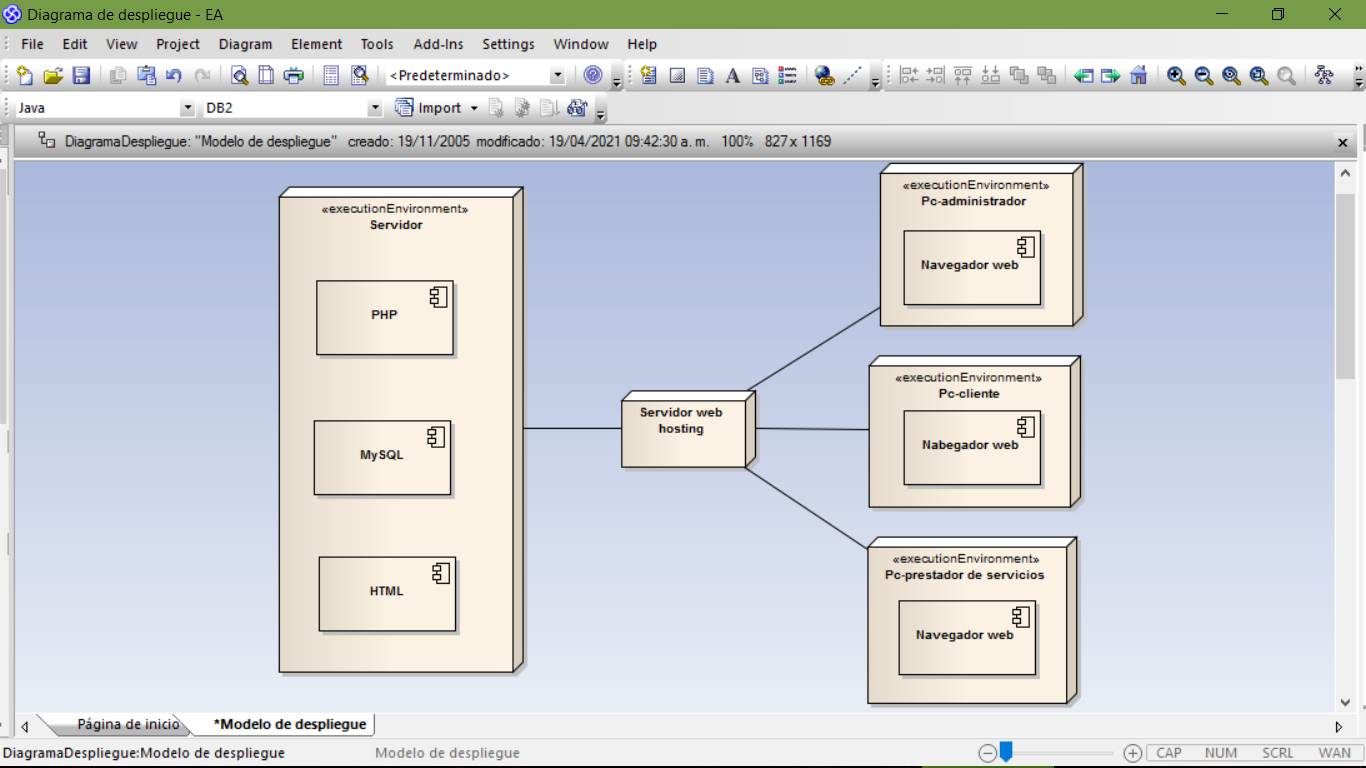 Diagrama de despliegue - EA
File Edit View Project Diagram Element Tools Add-Ins Settings Window Help
<Predeterminado>
Java DB2 Import
DiagramaDespliegue: "Modelo de despliegue" creado: 19/11/2005 modificado: 19/04/2021 09:42:30 a. m. 100% 827 x 1169
«executionEnvironment»
Servidor
PHP
MySQL
HTML
Servidor web
hosting
«executionEnvironment»
Pc-administrador
Navegador web
«executionEnvironment»
Pc-cliente
Nabegador web
«executionEnvironment»
Pc-prestador de servicios
Navegador web
Página de inicio *Modelo de despliegue
DiagramaDespliegue:Modelo de despliegue Modelo de despliegue CAP NUM SCRL WAN